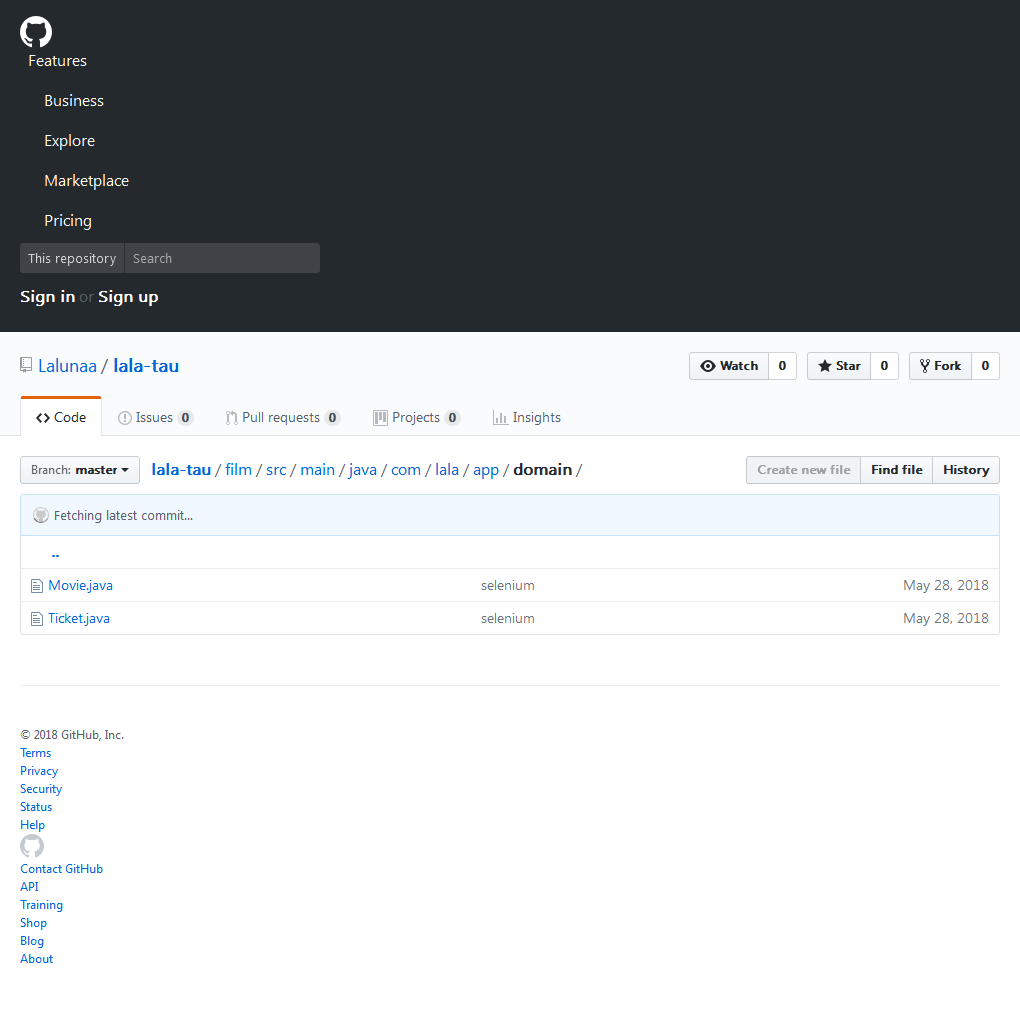 Features
Business
Explore
Marketplace
Pricing
This repository Search
Sign in or Sign up
Lalunaa / lala-tau Watch 0 Star 0 Fork 0
Code Issues 0 Pull requests 0 Projects 0 Insights
Branch: master lala-tau / film / src / main / java / com / lala / app / domain / Create new file Find file History
Fetching latest commit...
..
Movie.java selenium May 28, 2018
Ticket.java selenium May 28, 2018
© 2018 GitHub, Inc.
Terms
Privacy
Security
Status
Help
Contact GitHub
API
Training
Shop
Blog
About